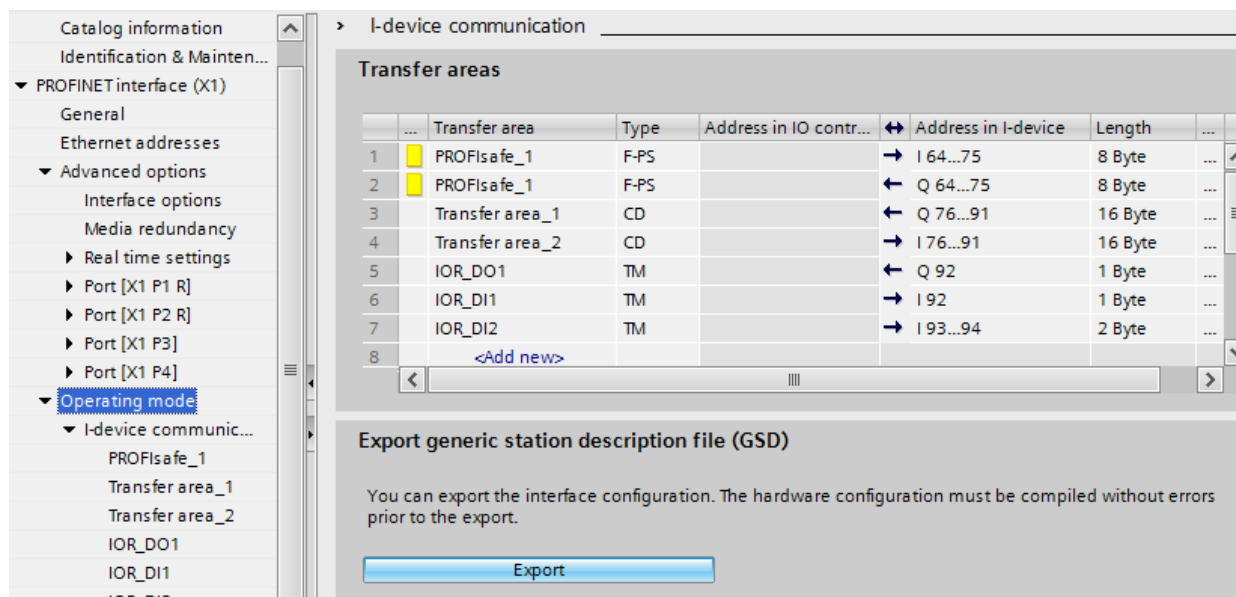 Catalog information
Identification & Mainten...
PROFINET interface (X1)
General
Ethernet addresses
Advanced options
Interface options
Media redundancy
Real time settings
Port [X1 P1 R]
Port [X1 P2 R]
Port [X1 P3]
Port [X1 P4]
Operating mode
I-device communic...
PROFIsafe_1
Transfer area_1
Transfer area_2
IOR_DO1
IOR_DI1
I-device communication
Transfer areas
... Transfer area Type Address in IO contr... Address in I-device Length ...
1 PROFIsafe_1 F-PS → I 64...75 8 Byte ...
2 PROFIsafe_1 F-PS ← Q 64...75 8 Byte ...
3 Transfer area_1 CD ← Q 76...91 16 Byte ...
4 Transfer area_2 CD → I 76...91 16 Byte ...
5 IOR_DO1 TM ← Q 92 1 Byte ...
6 IOR_DI1 TM → I 92 1 Byte ...
7 IOR_DI2 TM → I 93...94 2 Byte ...
8 <Add new>
Export generic station description file (GSD)
You can export the interface configuration. The hardware configuration must be compiled without errors
prior to the export.
Export